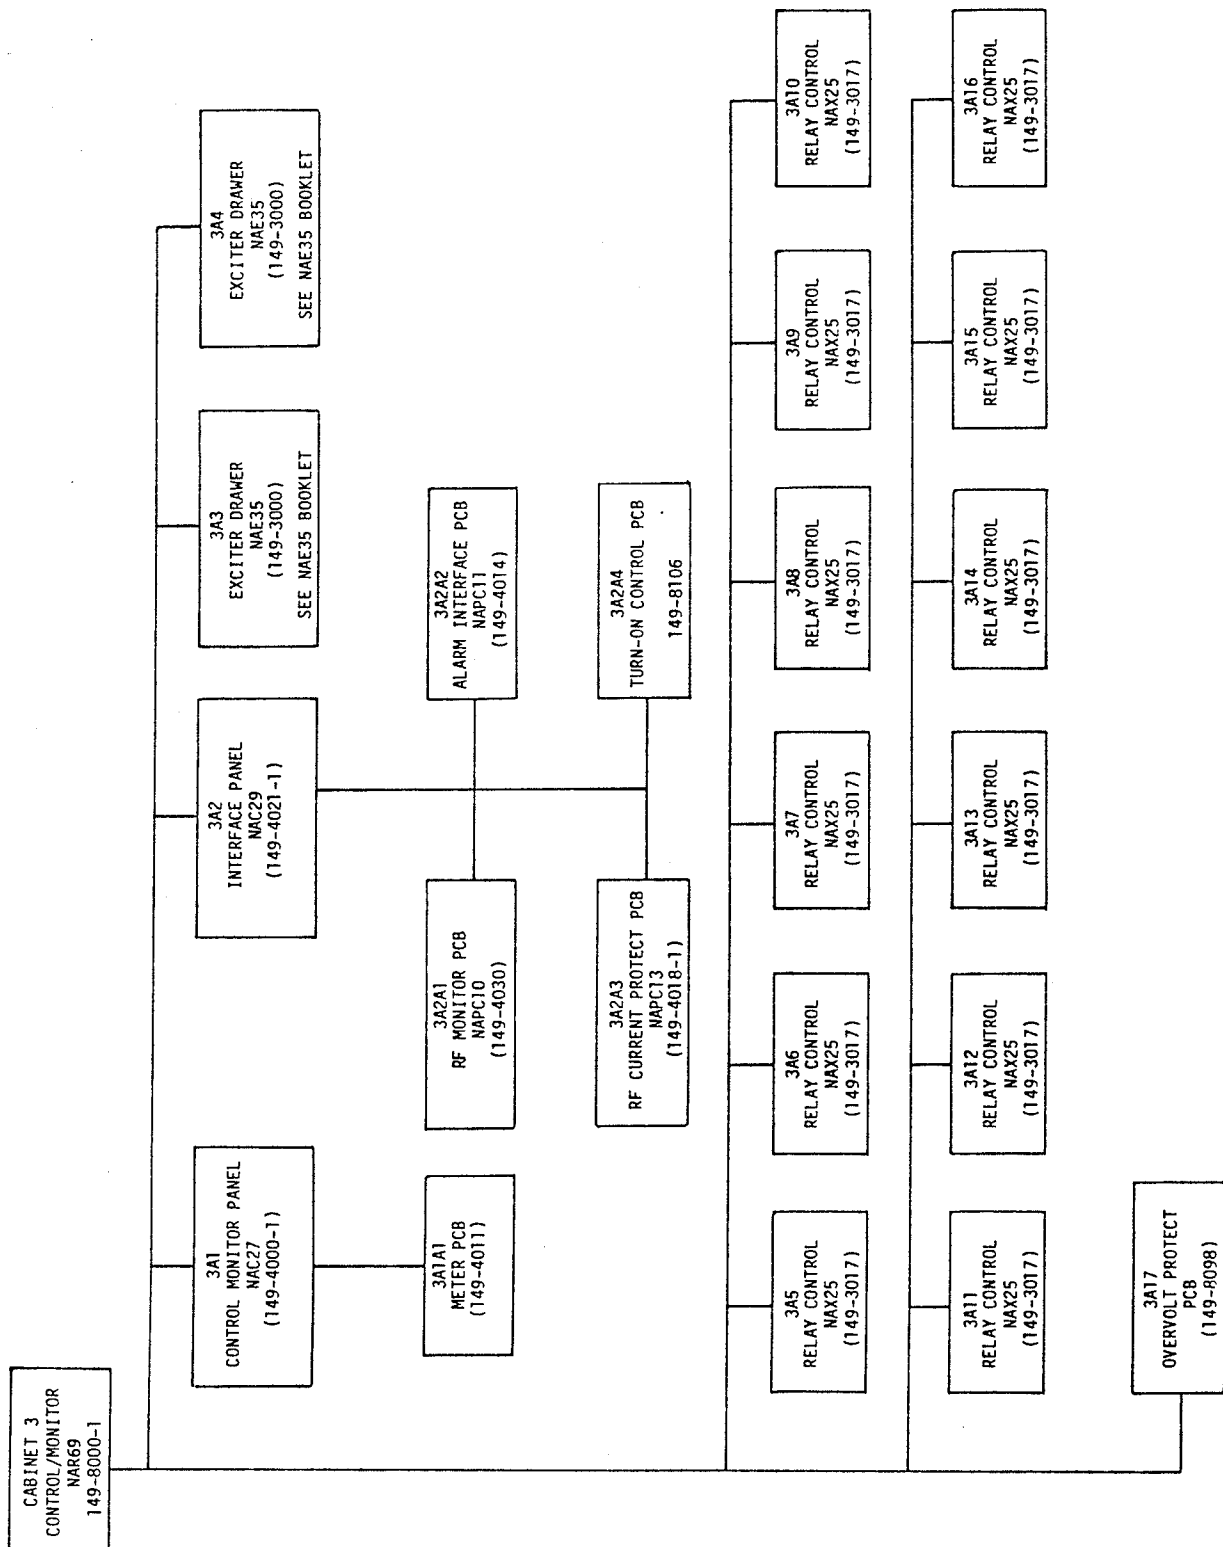 CABINET 3
CONTROL/MONITOR
NAR69
149-8000-1
3A1
CONTROL MONITOR PANEL
NAC27
(149-4000-1)
3A2
INTERFACE PANEL
NAC29
(149-4021-1)
3A3
EXCITER DRAWER
NAE35
(149-3000)
SEE NAE35 BOOKLET
3A4
EXCITER DRAWER
NAE35
(149-3000)
SEE NAE35 BOOKLET
3A1A1
METER PCB
(149-4011)
3A2A1
RF MONITOR PCB
NAPC10
(149-4030)
3A2A2
ALARM INTERFACE PCB
NAPC11
(149-4014)
3A2A3
RF CURRENT PROTECT PCB
NAPC13
(149-4018-1)
3A2A4
TURN-ON CONTROL PCB
149-8106
3A5
RELAY CONTROL
NAX25
(149-3017)
3A6
RELAY CONTROL
NAX25
(149-3017)
3A7
RELAY CONTROL
NAX25
(149-3017)
3A8
RELAY CONTROL
NAX25
(149-3017)
3A9
RELAY CONTROL
NAX25
(149-3017)
3A10
RELAY CONTROL
NAX25
(149-3017)
3A11
RELAY CONTROL
NAX25
(149-3017)
3A12
RELAY CONTROL
NAX25
(149-3017)
3A13
RELAY CONTROL
NAX25
(149-3017)
3A14
RELAY CONTROL
NAX25
(149-3017)
3A15
RELAY CONTROL
NAX25
(149-3017)
3A16
RELAY CONTROL
NAX25
(149-3017)
3A17
OVERVOLT PROTECT
PCB
(149-8098)